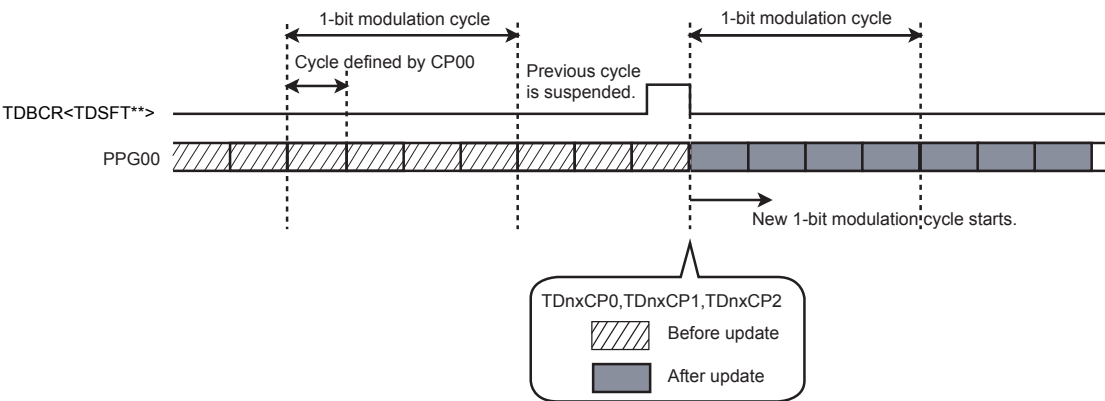 1-bit modulation cycle
1-bit modulation cycle
Cycle defined by CP00
Previous cycle
is suspended.
TDBCR<TDSFT**>
PPG00
New 1-bit modulation cycle starts.
TDnxCP0,TDnxCP1,TDnxCP2
Before update
After update